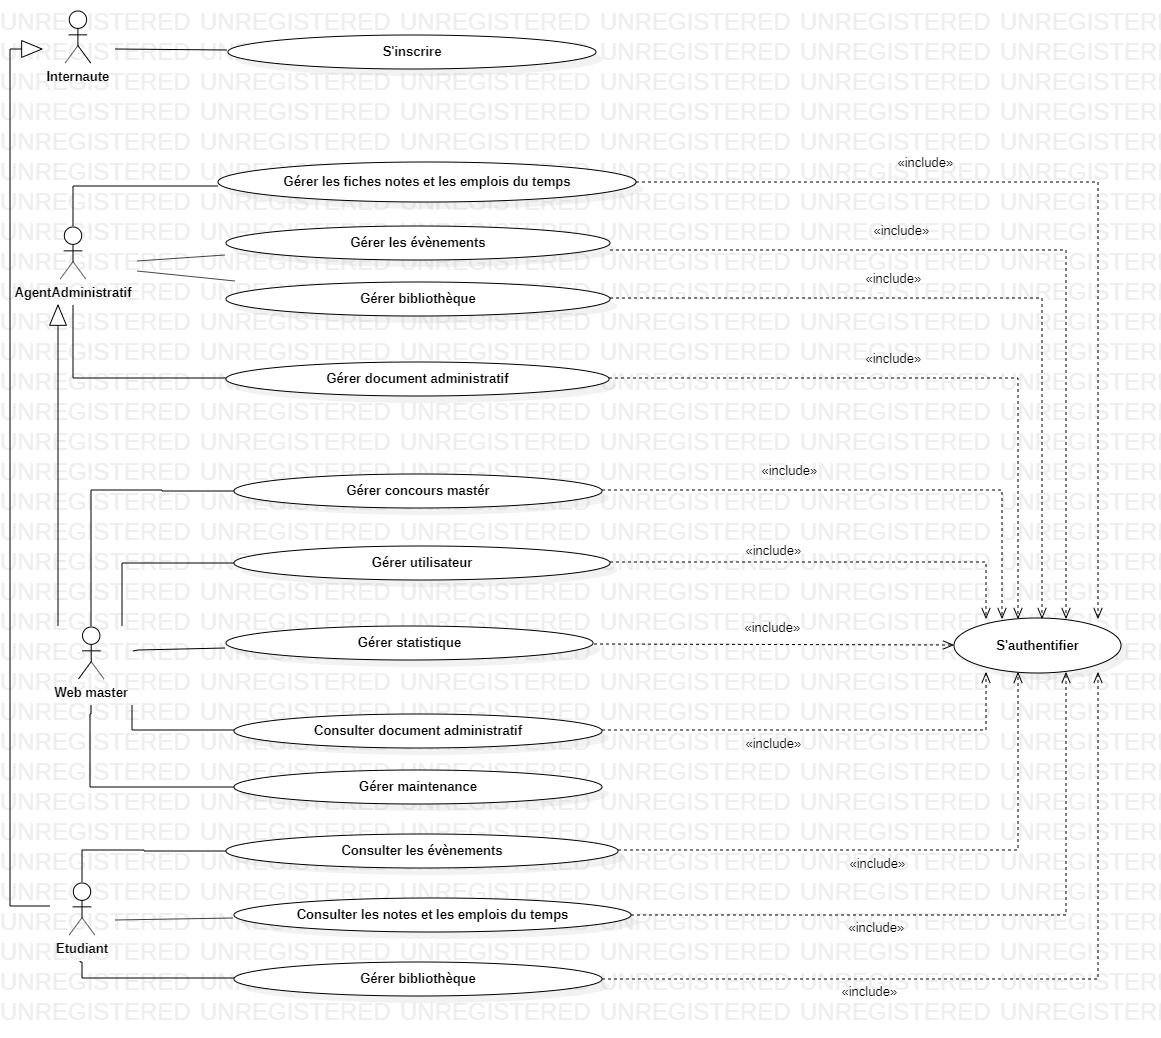 S'inscrire
Internaute
«include»
Gérer les fiches notes et les emplois du temps
«include»
Gérer les évènements
«include»
AgentAdministratif
Gérer bibliothèque
«include»
Gérer document administratif
«include»
Gérer concours mastér
«include»
Gérer utilisateur
«include»
Gérer statistique
S'authentifier
Web master
Consulter document administratif
«include»
Gérer maintenance
Consulter les évènements
«include»
Consulter les notes et les emplois du temps
«include»
Etudiant
Gérer bibliothèque
«include»
UNREGISTERED